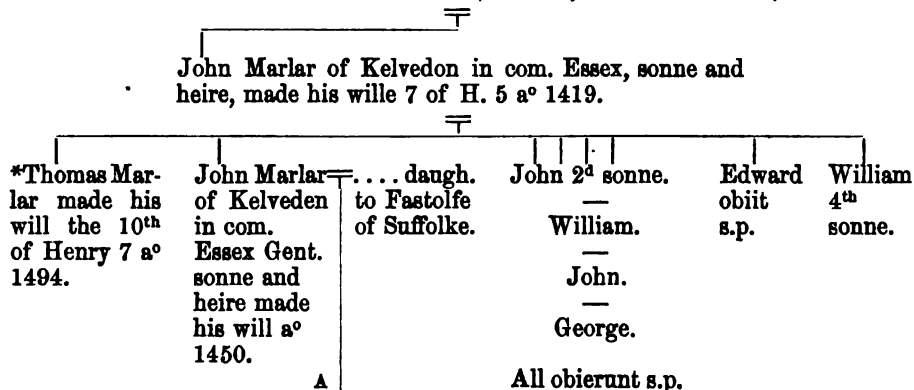 John Marlar of Kelvedon in com. Essex, sonne and
heire, made his wille 7 of H. 5 aº 1419.
*Thomas Mar-
lar made his
will the 10th
of Henry 7 aº
1494.
John Marlar
of Kelveden
in com.
Essex Gent.
sonne and
heire made
his will aº
1450.
.... daugh.
to Fastolfe
of Suffolke.
John 2d sonne.
—
William.
—
John.
—
George.
All obierunt s.p.
Edward
obiit
s.p.
William
4th
sonne.
A